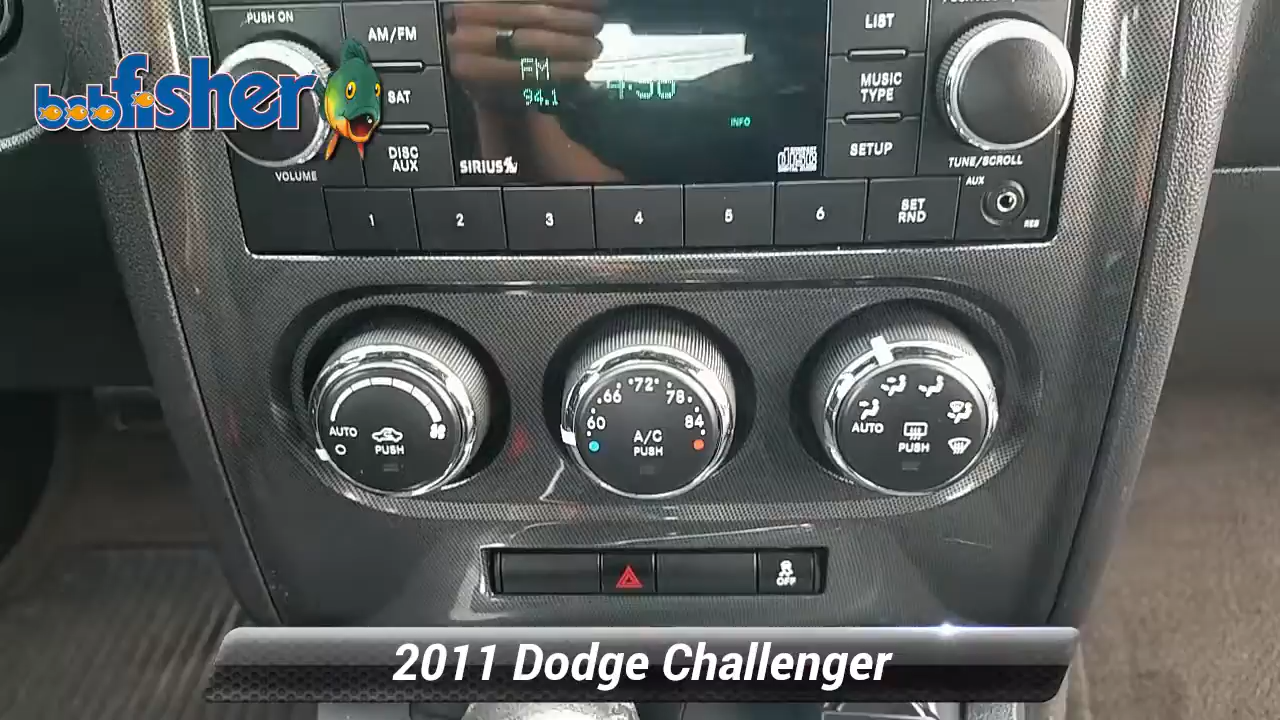 PUSH ON
AM/FM
SAT
DISC
AUX
VOLUME
bobfisher
FM
94.1
INFO
SIRIUS
LIST
MUSIC
TYPE
SETUP
TUNE/SCROLL
AUX
1
2
3
4
5
6
SET
RND
AUTO
PUSH
60
66
72
78
84
A/C
PUSH
AUTO
PUSH
OFF
2011 Dodge Challenger